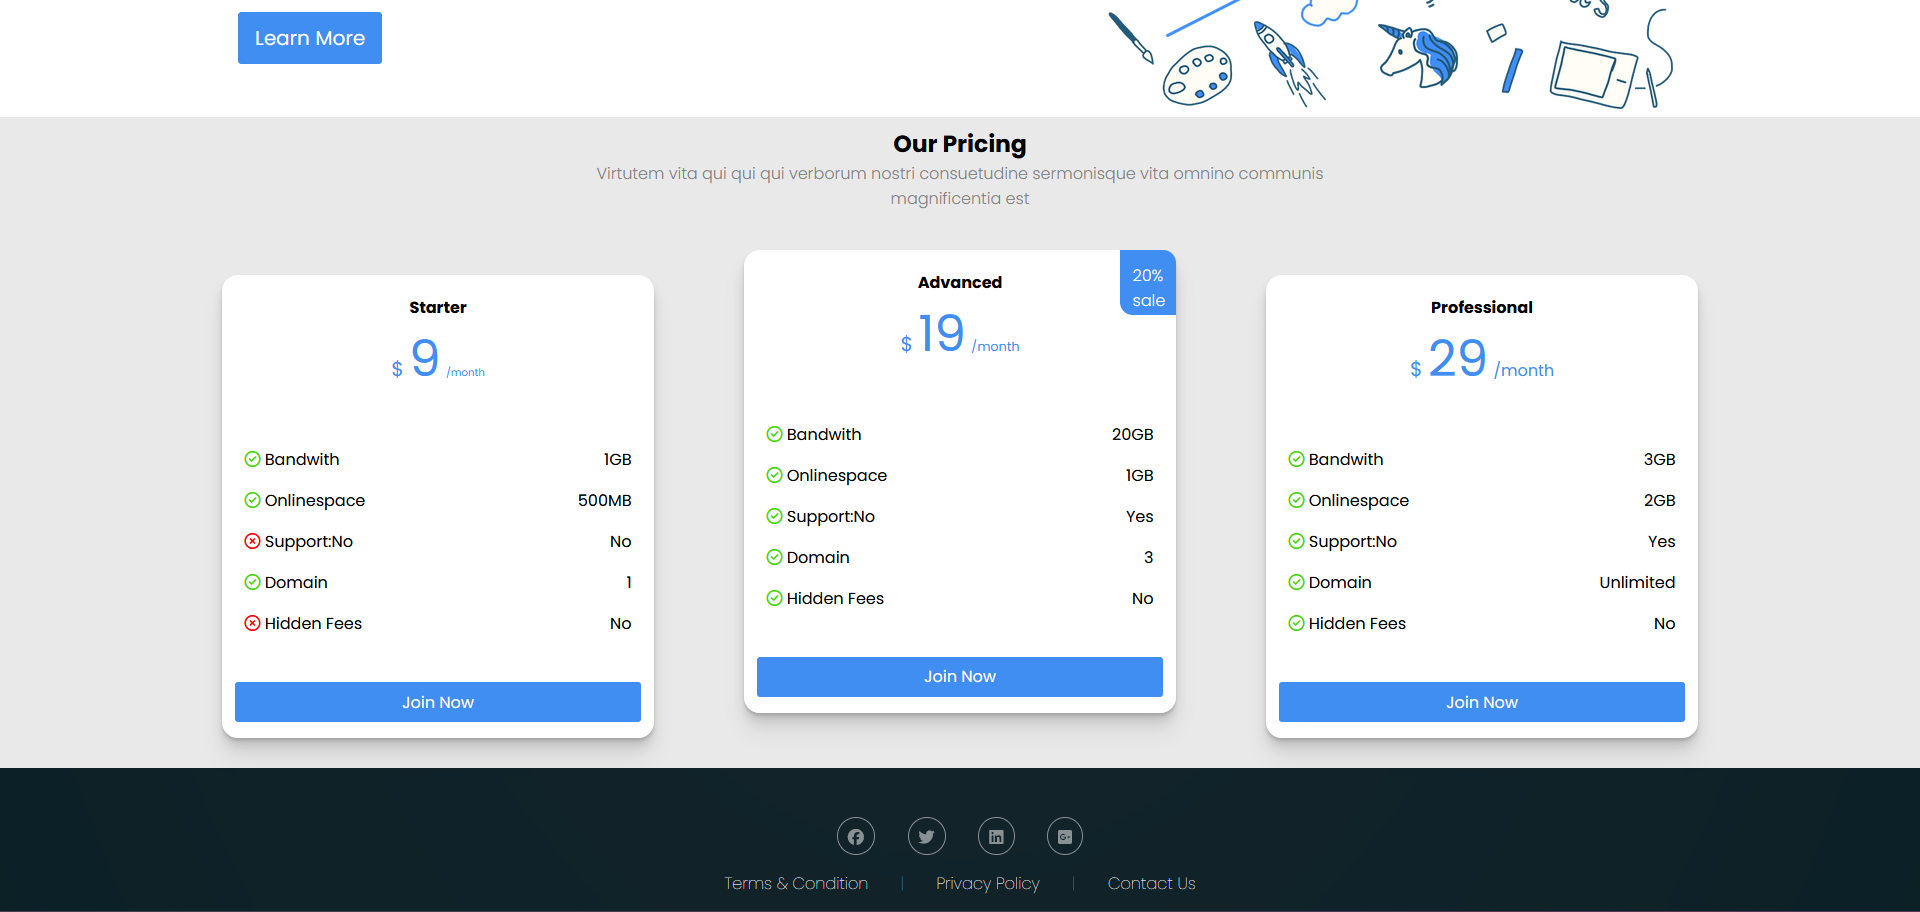 Learn More
Our Pricing
Virtutem vita qui qui qui verborum nostri consuetudine sermonisque vita omnino communis
magnificentia est
Starter
$ 9 /month
Bandwith 1GB
Onlinespace 500MB
Support:No No
Domain 1
Hidden Fees No
Join Now
20%
sale
Advanced
$ 19 /month
Bandwith 20GB
Onlinespace 1GB
Support:No Yes
Domain 3
Hidden Fees No
Join Now
Professional
$ 29 /month
Bandwith 3GB
Onlinespace 2GB
Support:No Yes
Domain Unlimited
Hidden Fees No
Join Now
Terms & Condition | Privacy Policy | Contact Us